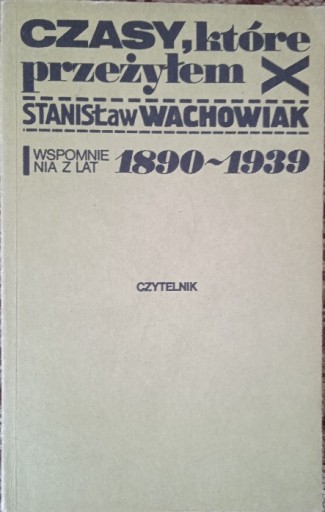 CZASY, które
przeżyłem
STANISŁaw WACHOWIAK
WSPOMNIE
NIA Z LAT 1890~1939
CZYTELNIK